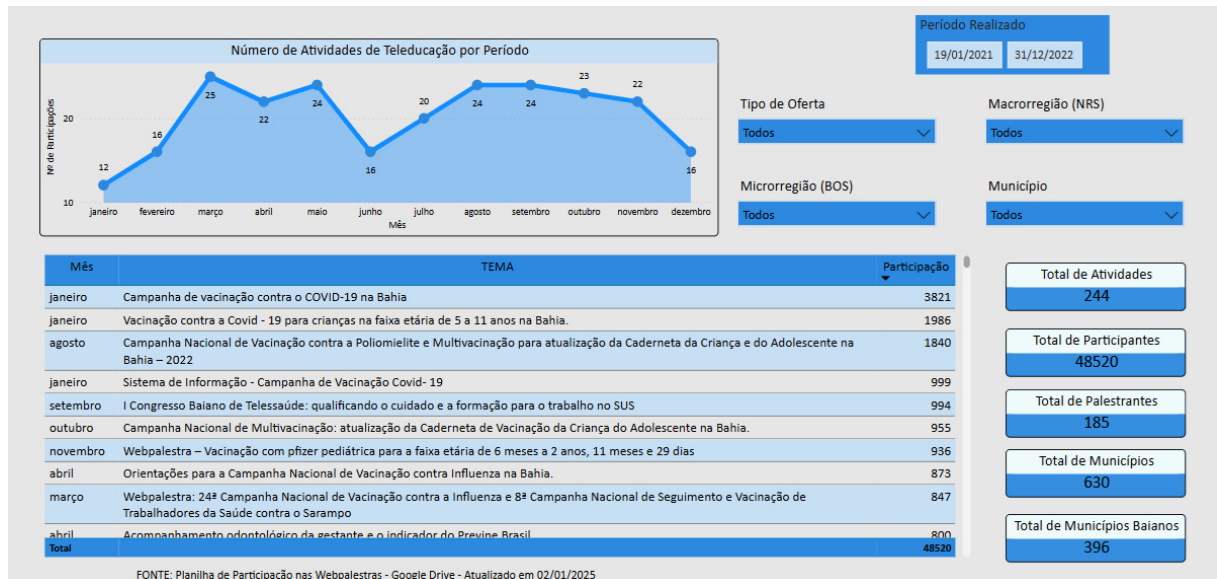 Período Realizado
19/01/2021 31/12/2022
Número de Atividades de Teleducação por Período
Nº de Participações
20
10
12
16
25
22
24
16
20
24
24
23
22
16
janeiro fevereiro março abril maio junho julho agosto setembro outubro novembro dezembro
Mês
Tipo de Oferta
Todos
Macrorregião (NRS)
Todos
Microrregião (BOS)
Todos
Município
Todos
Mês TEMA Participação
janeiro Campanha de vacinação contra o COVID-19 na Bahia 3821
janeiro Vacinação contra a Covid - 19 para crianças na faixa etária de 5 a 11 anos na Bahia. 1986
agosto Campanha Nacional de Vacinação contra a Poliomielite e Multivacinação para atualização da Caderneta da Criança e do Adolescente na 1840
Bahia – 2022
janeiro Sistema de Informação - Campanha de Vacinação Covid- 19 999
setembro I Congresso Baiano de Telessaúde: qualificando o cuidado e a formação para o trabalho no SUS 994
outubro Campanha Nacional de Multivacinação: atualização da Caderneta de Vacinação da Criança do Adolescente na Bahia. 955
novembro Webpalestra – Vacinação com pfizer pediátrica para a faixa etária de 6 meses a 2 anos, 11 meses e 29 dias 936
abril Orientações para a Campanha Nacional de Vacinação contra Influenza na Bahia. 873
março Webpalestra: 24ª Campanha Nacional de Vacinação contra a Influenza e 8ª Campanha Nacional de Seguimento e Vacinação de 847
Trabalhadores da Saúde contra o Sarampo
abril Acompanhamento odontológico da gestante e o indicador do Previne Brasil 800
Total 48520
Total de Atividades
244
Total de Participantes
48520
Total de Palestrantes
185
Total de Municípios
630
Total de Municípios Baianos
396
FONTE: Planilha de Participação nas Webpalestras - Google Drive - Atualizado em 02/01/2025